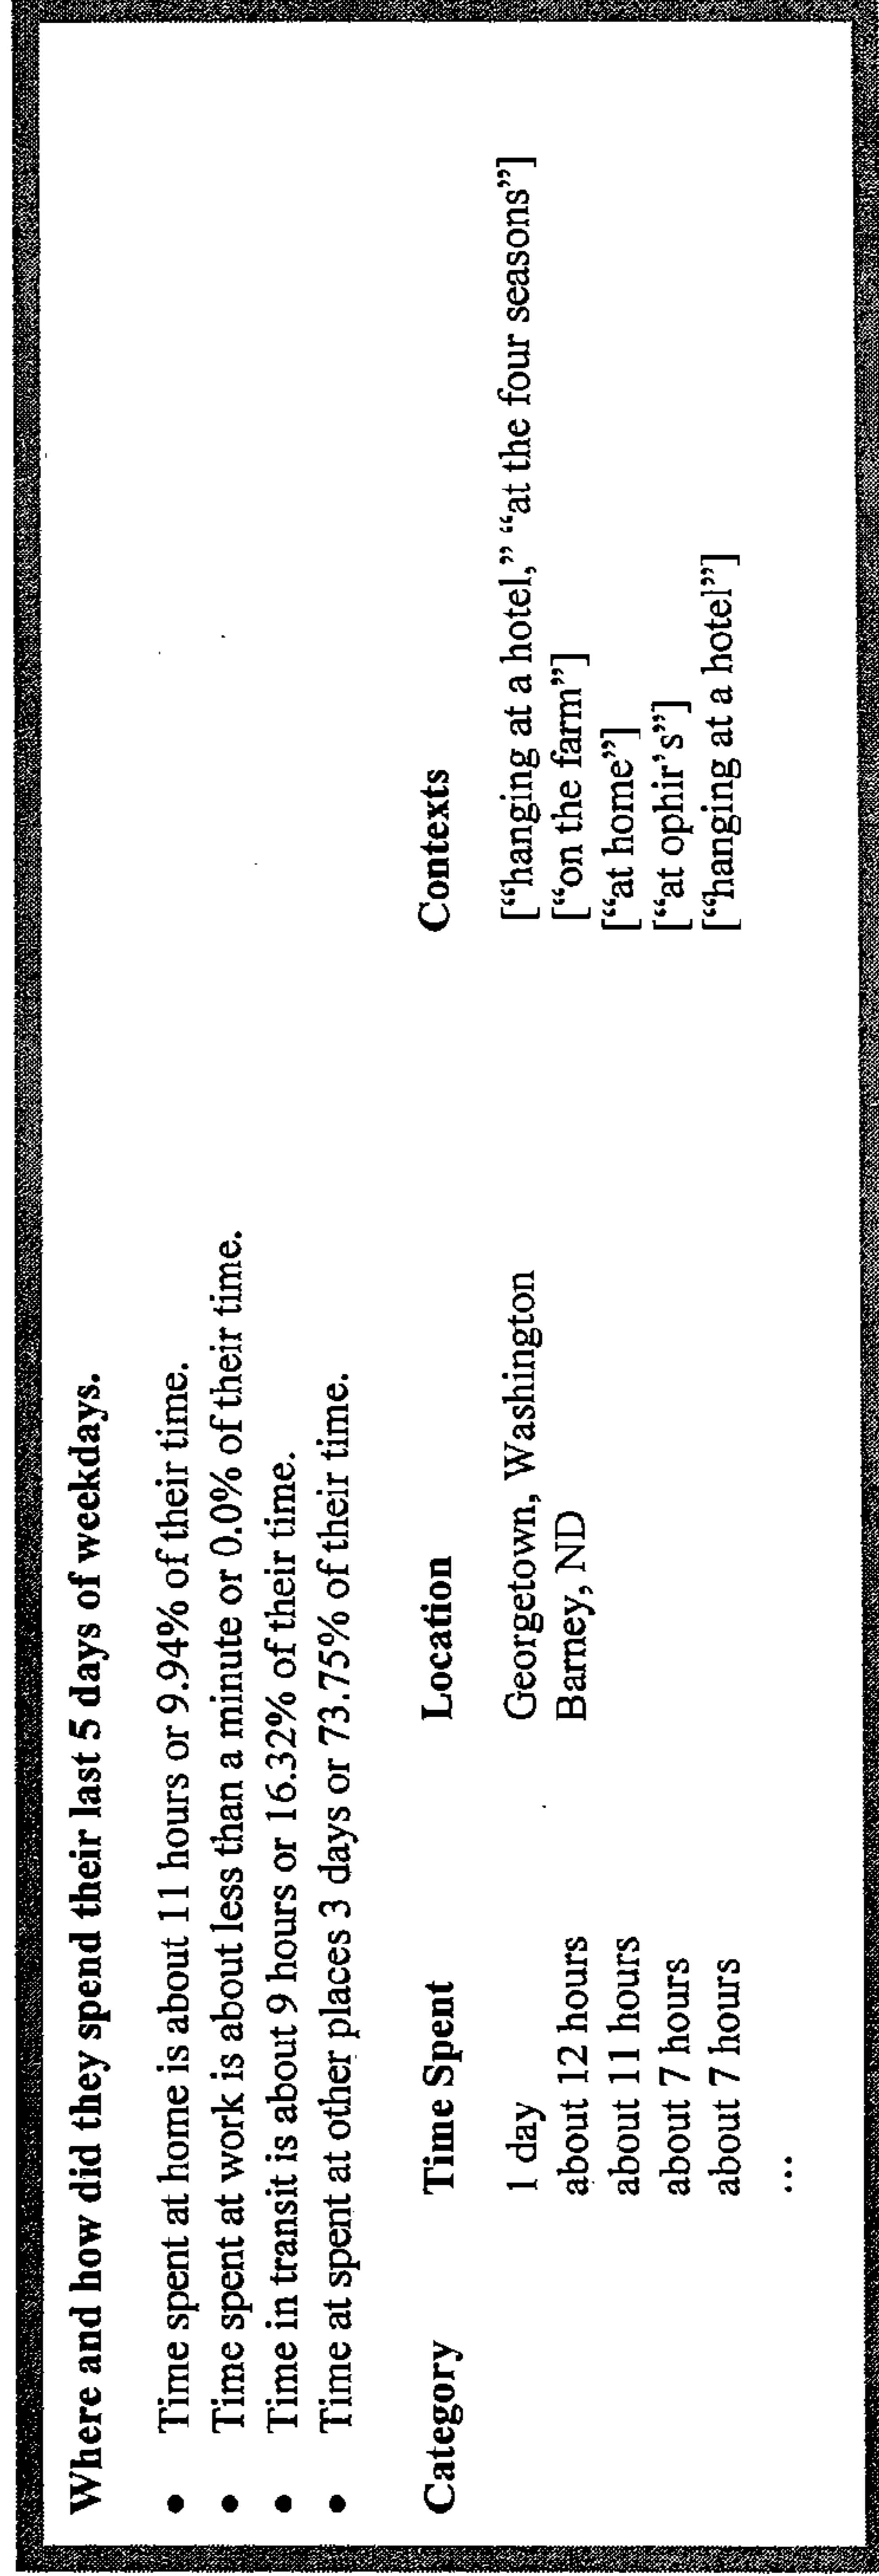 Where and how did they spend their last 5 days of weekdays.
● Time spent at home is about 11 hours or 9.94% of their time.
● Time spent at work is about less than a minute or 0.0% of their time.
● Time in transit is about 9 hours or 16.32% of their time.
● Time at spent at other places 3 days or 73.75% of their time.
Category Time Spent Location Contexts
1 day Georgetown, Washington [“hanging at a hotel,” “at the four seasons”]
about 12 hours Barney, ND [“on the farm”]
about 11 hours [“at home”]
about 7 hours [“at ophir's”]
about 7 hours [“hanging at a hotel”]
...